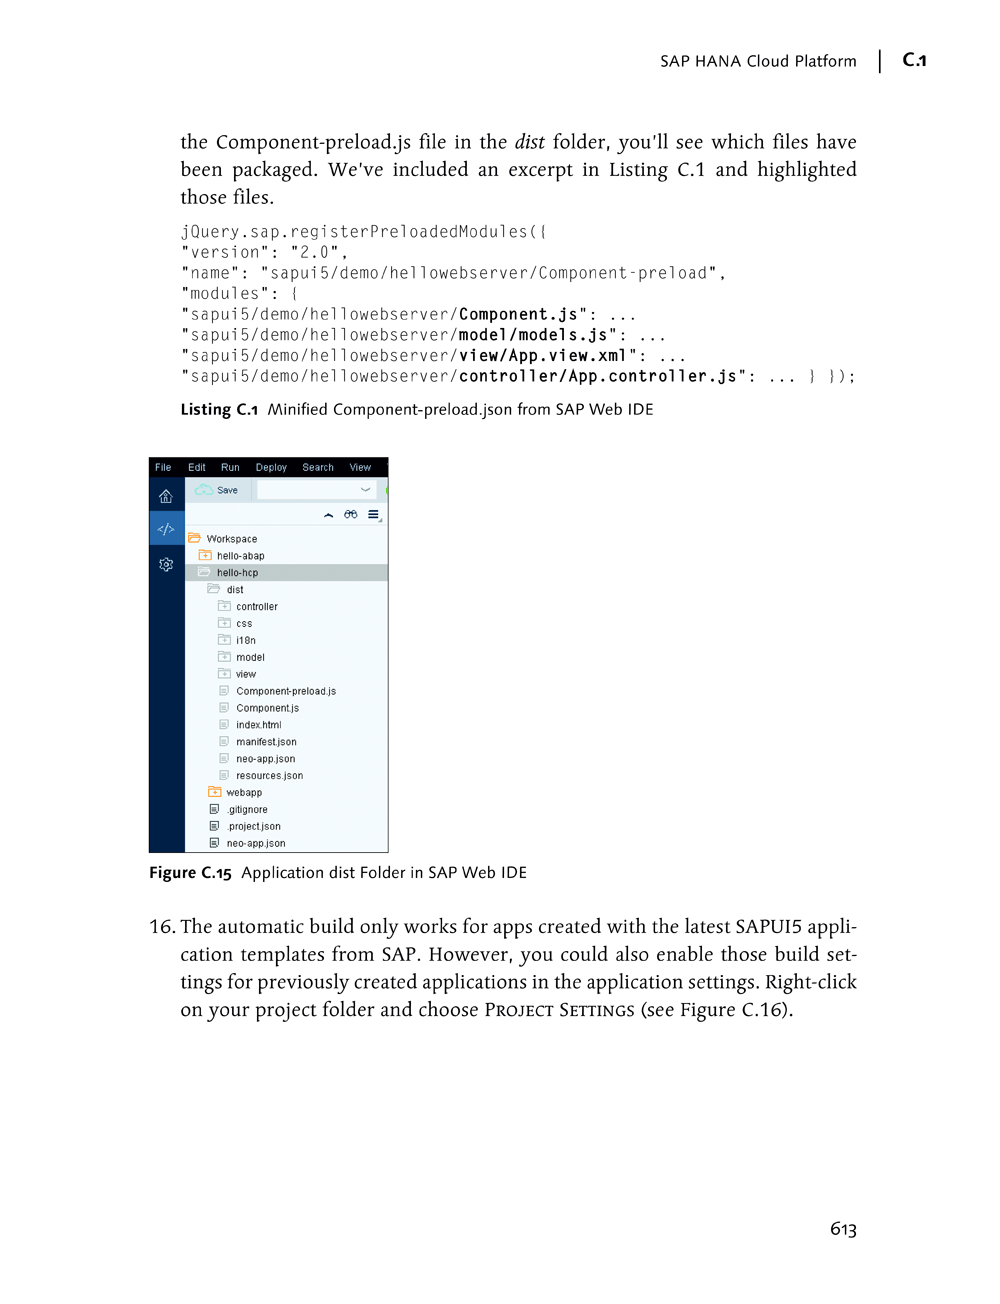 SAP HANA Cloud Platform | C.1
the Component-preload.js file in the dist folder, you'll see which files have
been packaged. We've included an excerpt in Listing C.1 and highlighted
those files.
jQuery.sap.registerPreloadedModules({
"version": "2.0",
"name": "sapui5/demo/hellowebserver/Component-preload",
"modules": {
"sapui5/demo/hellowebserver/Component.js": ...
"sapui5/demo/hellowebserver/model/models.js": ...
"sapui5/demo/hellowebserver/view/App.view.xml": ...
"sapui5/demo/hellowebserver/controller/App.controller.js": ... } });
Listing C.1 Minified Component-preload.json from SAP Web IDE
File Edit Run Deploy Search View
Save
</>
Workspace
hello-abap
hello-hcp
dist
controller
css
i18n
model
view
Component-preload.js
Component.js
index.html
manifest.json
neo-app.json
resources.json
webapp
.gitignore
.project.json
neo-app.json
Figure C.15 Application dist Folder in SAP Web IDE
16. The automatic build only works for apps created with the latest SAPUI5 appli-
cation templates from SAP. However, you could also enable those build set-
tings for previously created applications in the application settings. Right-click
on your project folder and choose PROJECT SETTINGS (see Figure C.16).
613